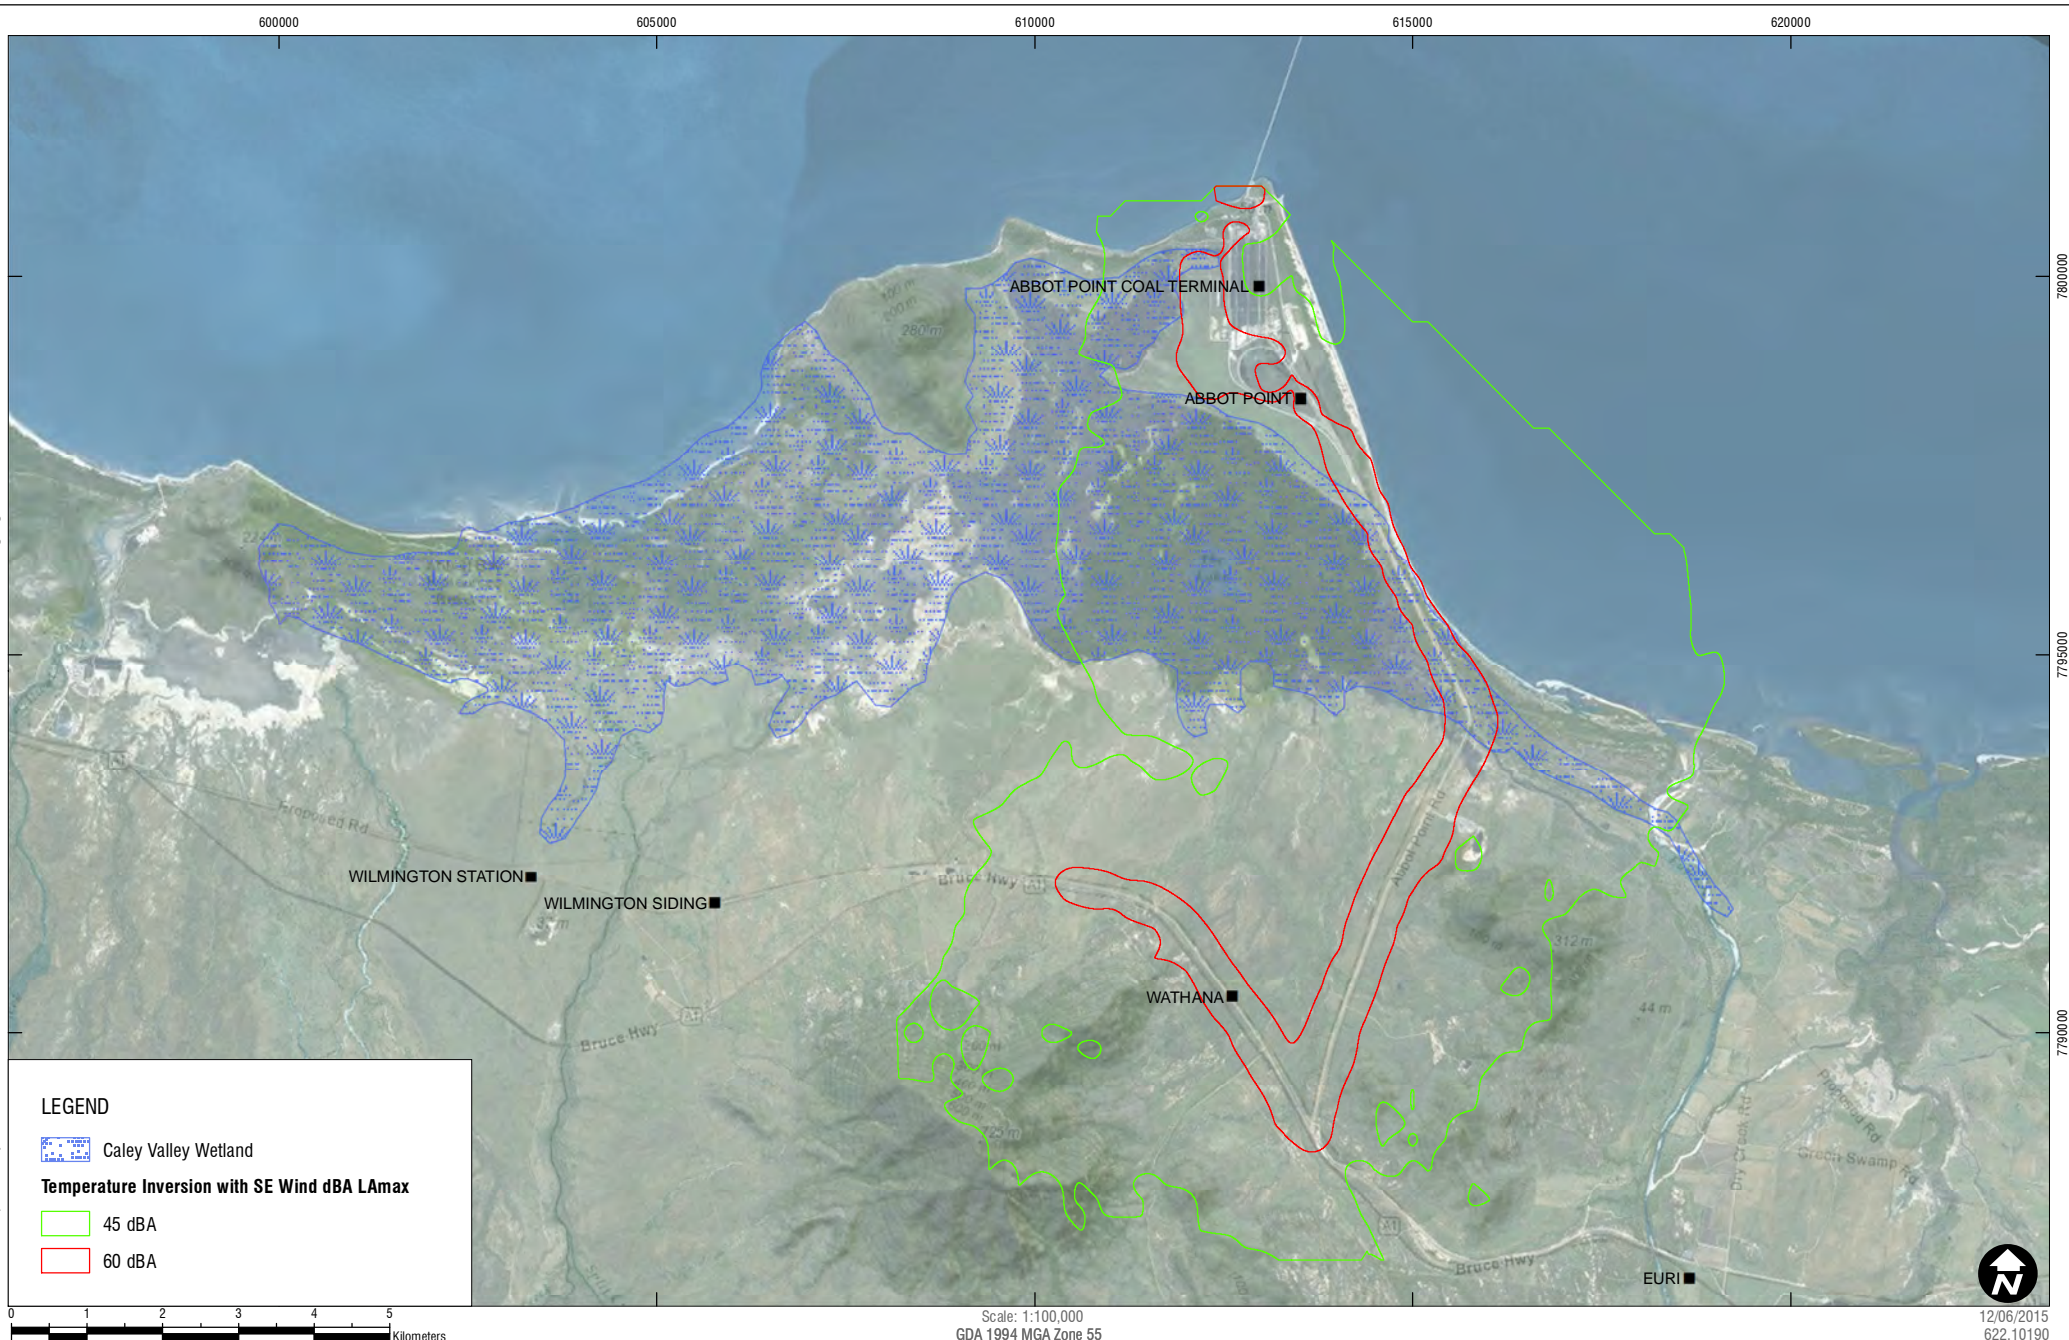 600000
605000
610000
615000
620000
7800000
7795000
7790000
ABBOT POINT COAL TERMINAL
ABBOT POINT
280 m
Proposed Rd
WILMINGTON STATION
WILMINGTON SIDING
Bruce Hwy
A1
Abbot Point Rd
WATHANA
312 m
44 m
Bruce Hwy
A1
Proposed Rd
Green Swamp Rd
Dry Creek Rd
A1
Bruce Hwy
EURI
LEGEND
Caley Valley Wetland
Temperature Inversion with SE Wind dBA LAmax
45 dBA
60 dBA
0 1 2 3 4 5
Kilometers
Scale: 1:100,000
GDA 1994 MGA Zone 55
N
12/06/2015
622.10190